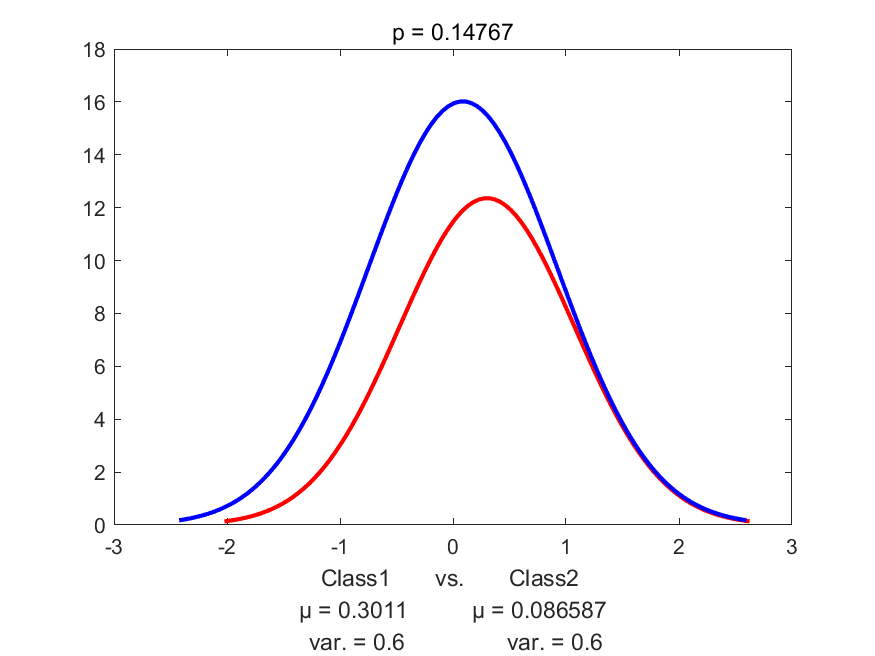 p = 0.14767
18
16
14
12
10
8
6
4
2
0
-3 -2 -1 0 1 2 3
Class1 vs. Class2
μ = 0.3011 μ = 0.086587
var. = 0.6 var. = 0.6